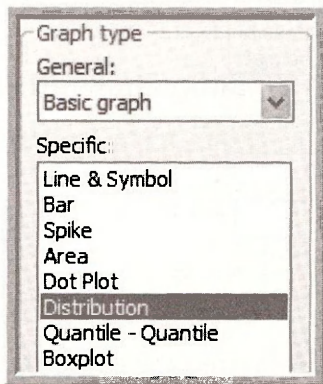 Graph type
General:
Basic graph
Specific:
Line & Symbol
Bar
Spike
Area
Dot Plot
Distribution
Quantile - Quantile
Boxplot